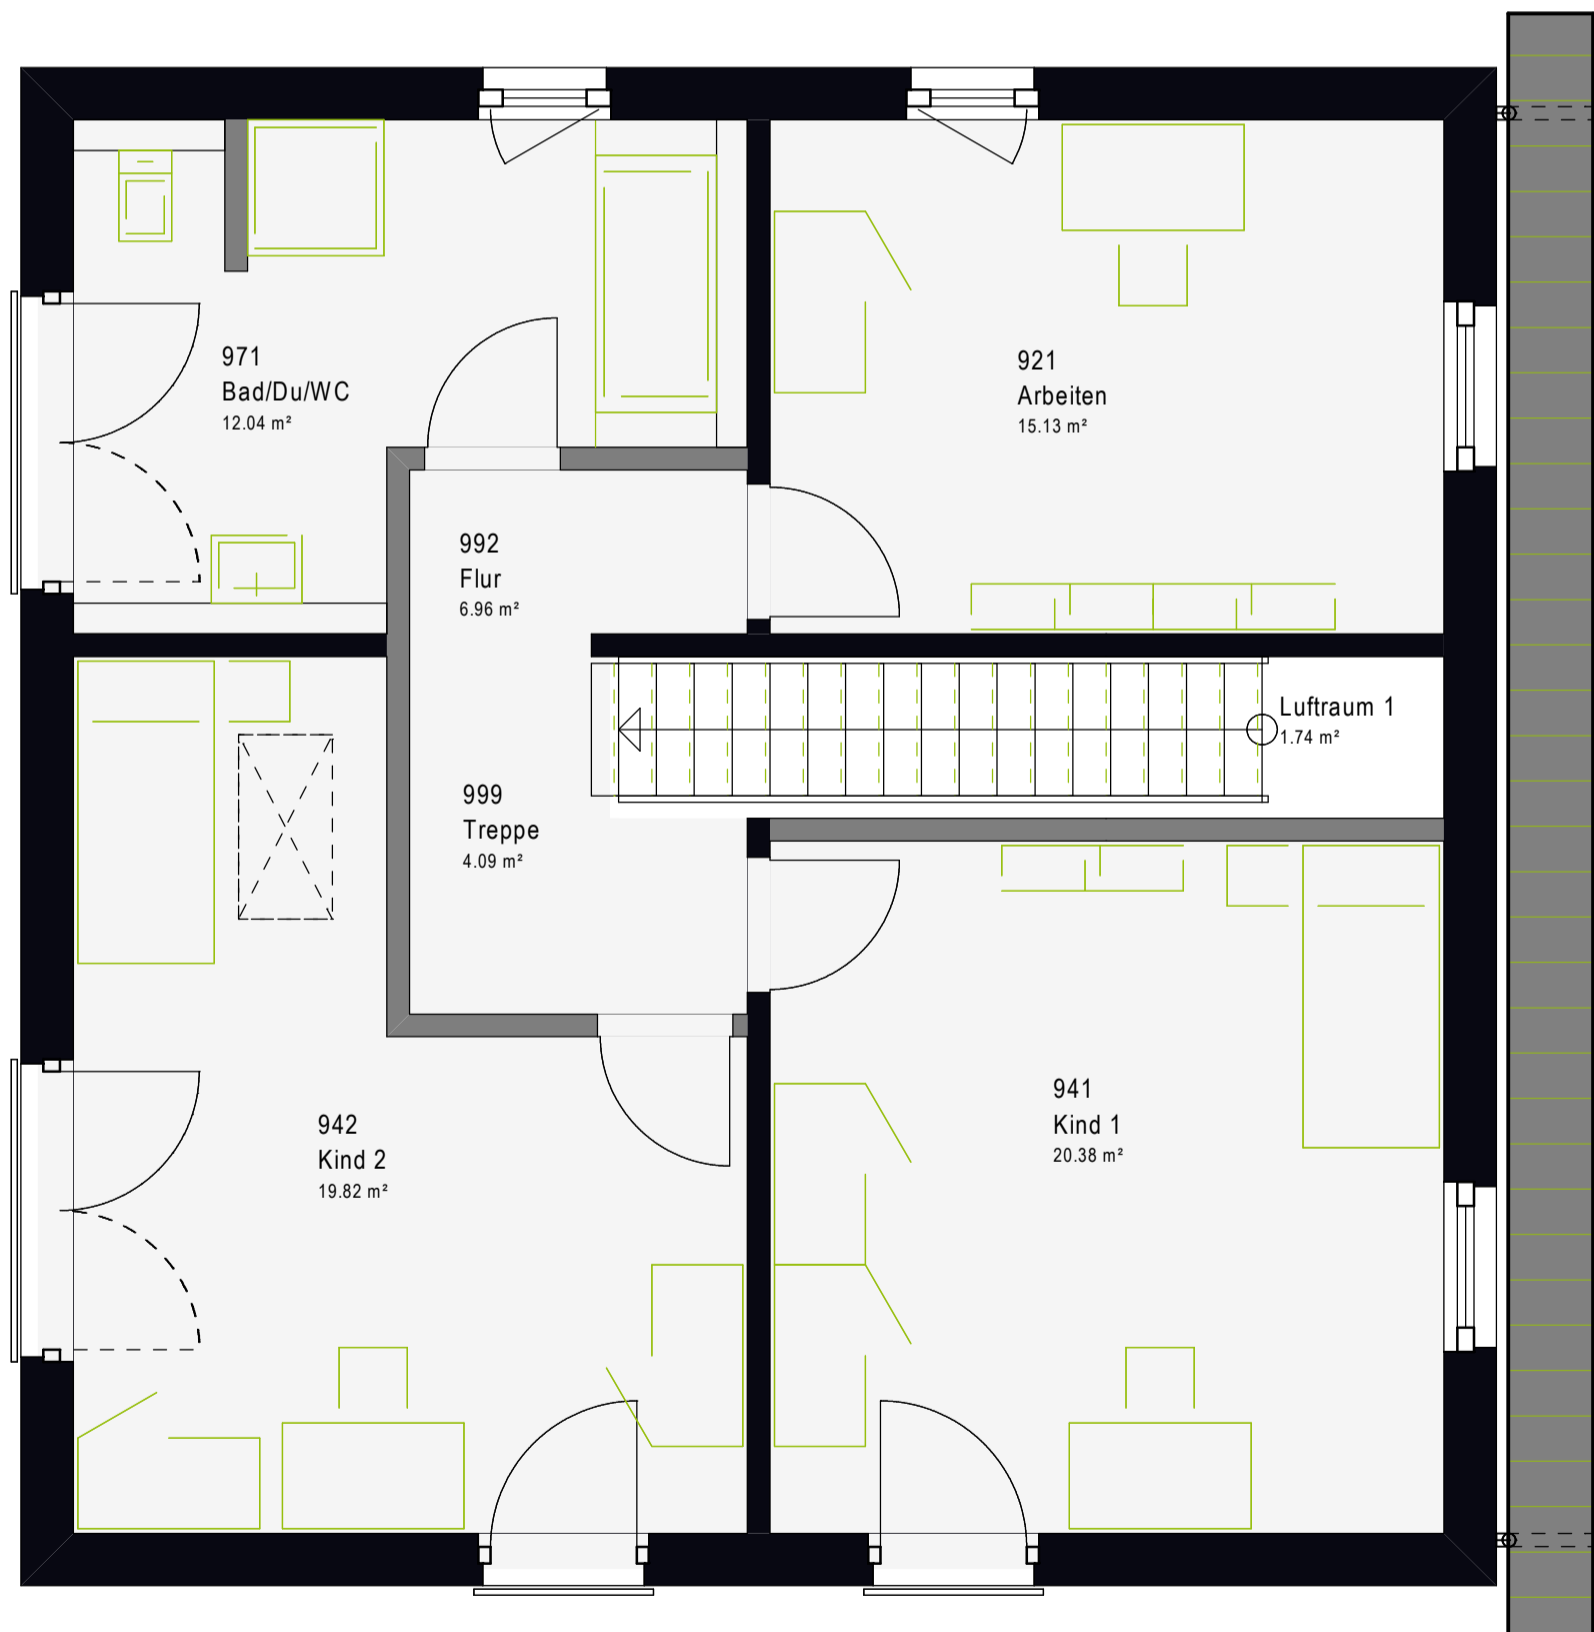 971
Bad/Du/WC
12.04 m²
921
Arbeiten
15.13 m²
992
Flur
6.96 m²
Luftraum 1
1.74 m²
999
Treppe
4.09 m²
942
Kind 2
19.82 m²
941
Kind 1
20.38 m²